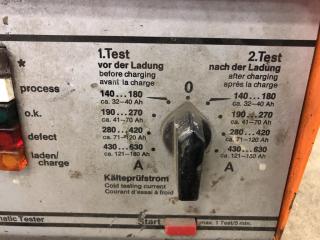 1.Test
vor der Ladung
before charging
avant la charge
2.Test
nach der Ladung
after charging
après la charge
0
*
process
o.k.
defect
laden/
charge
140...180
ca. 32-40 Ah
190...270
ca. 41-70 Ah
280...420
ca. 71-120 Ah
430...630
ca. 121-180 Ah
A
140...180
ca. 32-40 Ah
190...270
ca. 41-70 Ah
280...430
ca. 71-120 Ah
430...630
ca. 121-180 Ah
A
Kälteprüfstrom
Cold testing current
Courant d'essai à froid
matic Tester
Start
max. 1 Test/5 min.